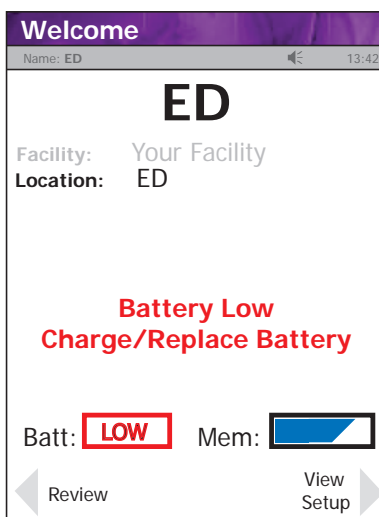 Welcome
Name: ED 13:42
ED
Facility: Your Facility
Location: ED
Battery Low
Charge/Replace Battery
Batt: LOW Mem:
Review View
Setup